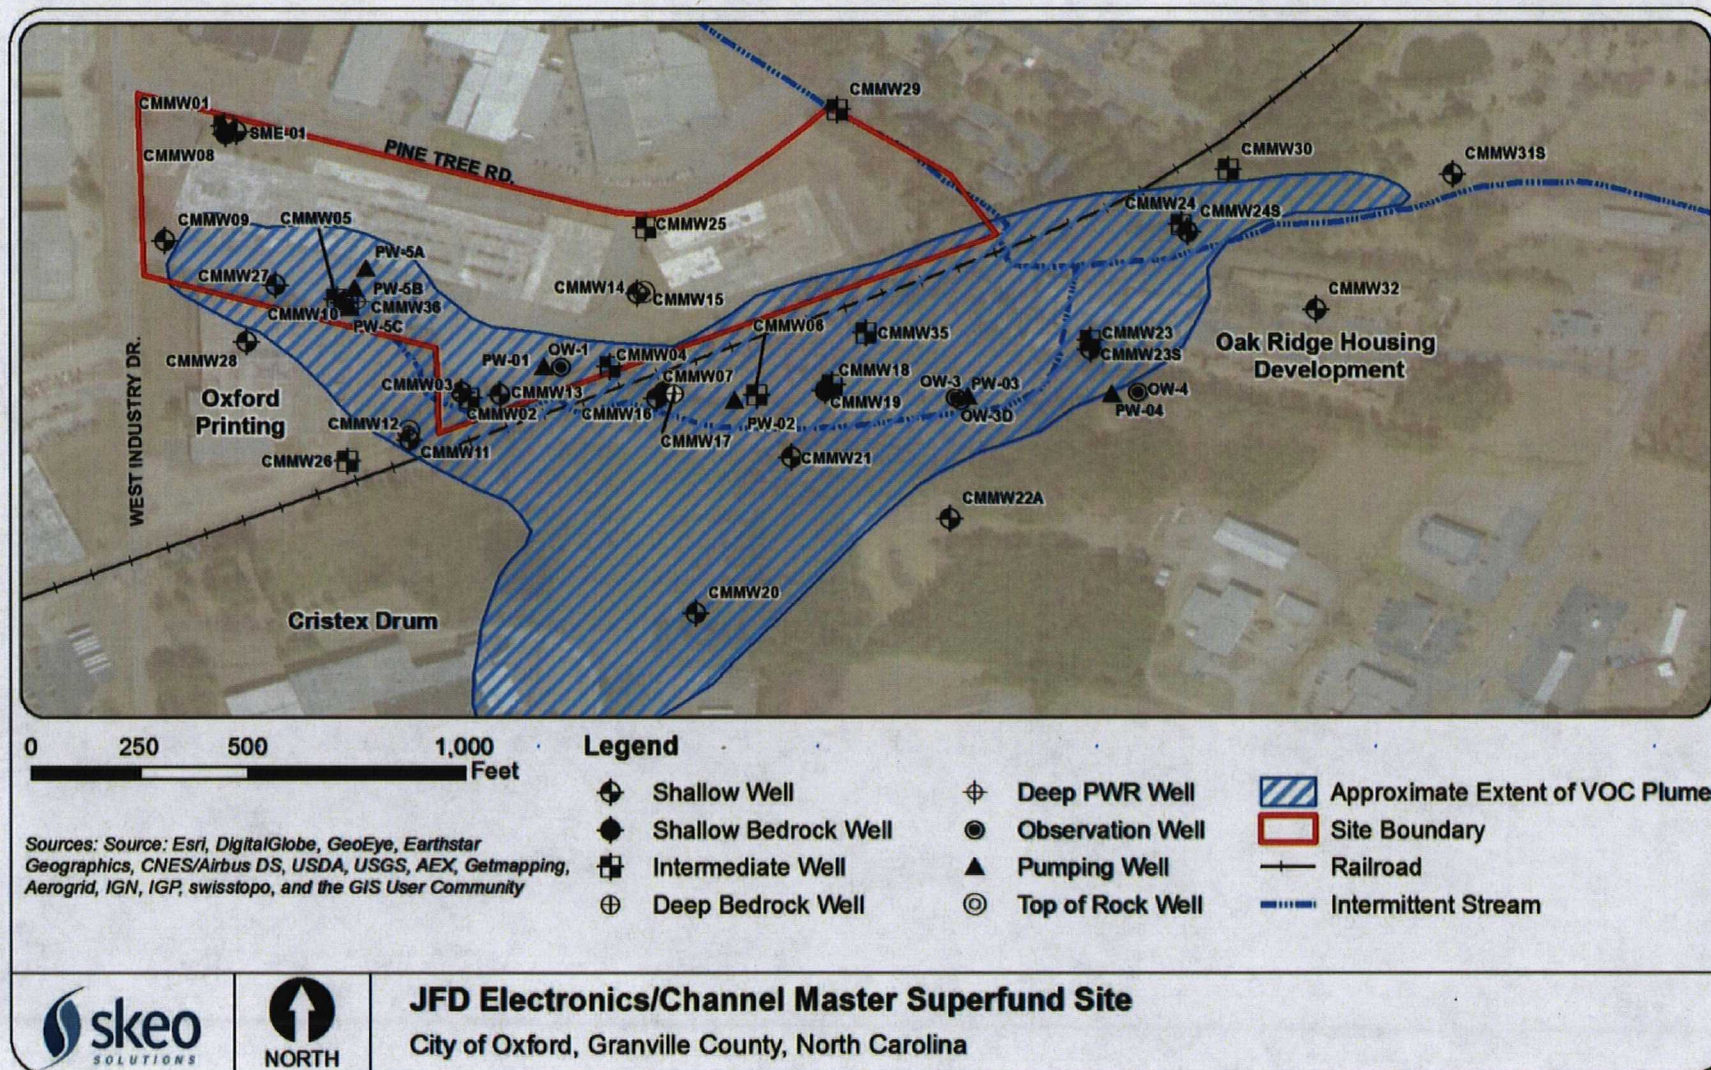 CMMW01
SME-01
CMMW08
PINE TREE RD.
CMMW29
CMMW30
CMMW31S
CMMW09
CMMW05
CMMW25
CMMW24
CMMW24S
PW-5A
CMMW27
PW-5B
CMMW14
CMMW15
CMMW32
CMMW10
CMMW36
PW-5C
CMMW06
CMMW35
CMMW23
CMMW23S
Oak Ridge Housing
Development
CMMW28
PW-01
OW-1
CMMW04
WEST INDUSTRY DR.
Oxford
Printing
CMMW03
CMMW13
CMMW07
CMMW18
CMMW19
OW-3
PW-03
OW-4
CMMW02
CMMW16
PW-02
OW-3D
PW-04
CMMW12
CMMW11
CMMW17
CMMW26
CMMW21
CMMW22A
CMMW20
Cristex Drum
0 250 500 1,000
Feet
Sources: Source: Esri, DigitalGlobe, GeoEye, Earthstar
Geographics, CNES/Airbus DS, USDA, USGS, AEX, Getmapping,
Aerogrid, IGN, IGP, swisstopo, and the GIS User Community
Legend
Shallow Well
Shallow Bedrock Well
Intermediate Well
Deep Bedrock Well
Deep PWR Well
Observation Well
Pumping Well
Top of Rock Well
Approximate Extent of VOC Plume
Site Boundary
Railroad
Intermittent Stream
skeo
SOLUTIONS
NORTH
JFD Electronics/Channel Master Superfund Site
City of Oxford, Granville County, North Carolina